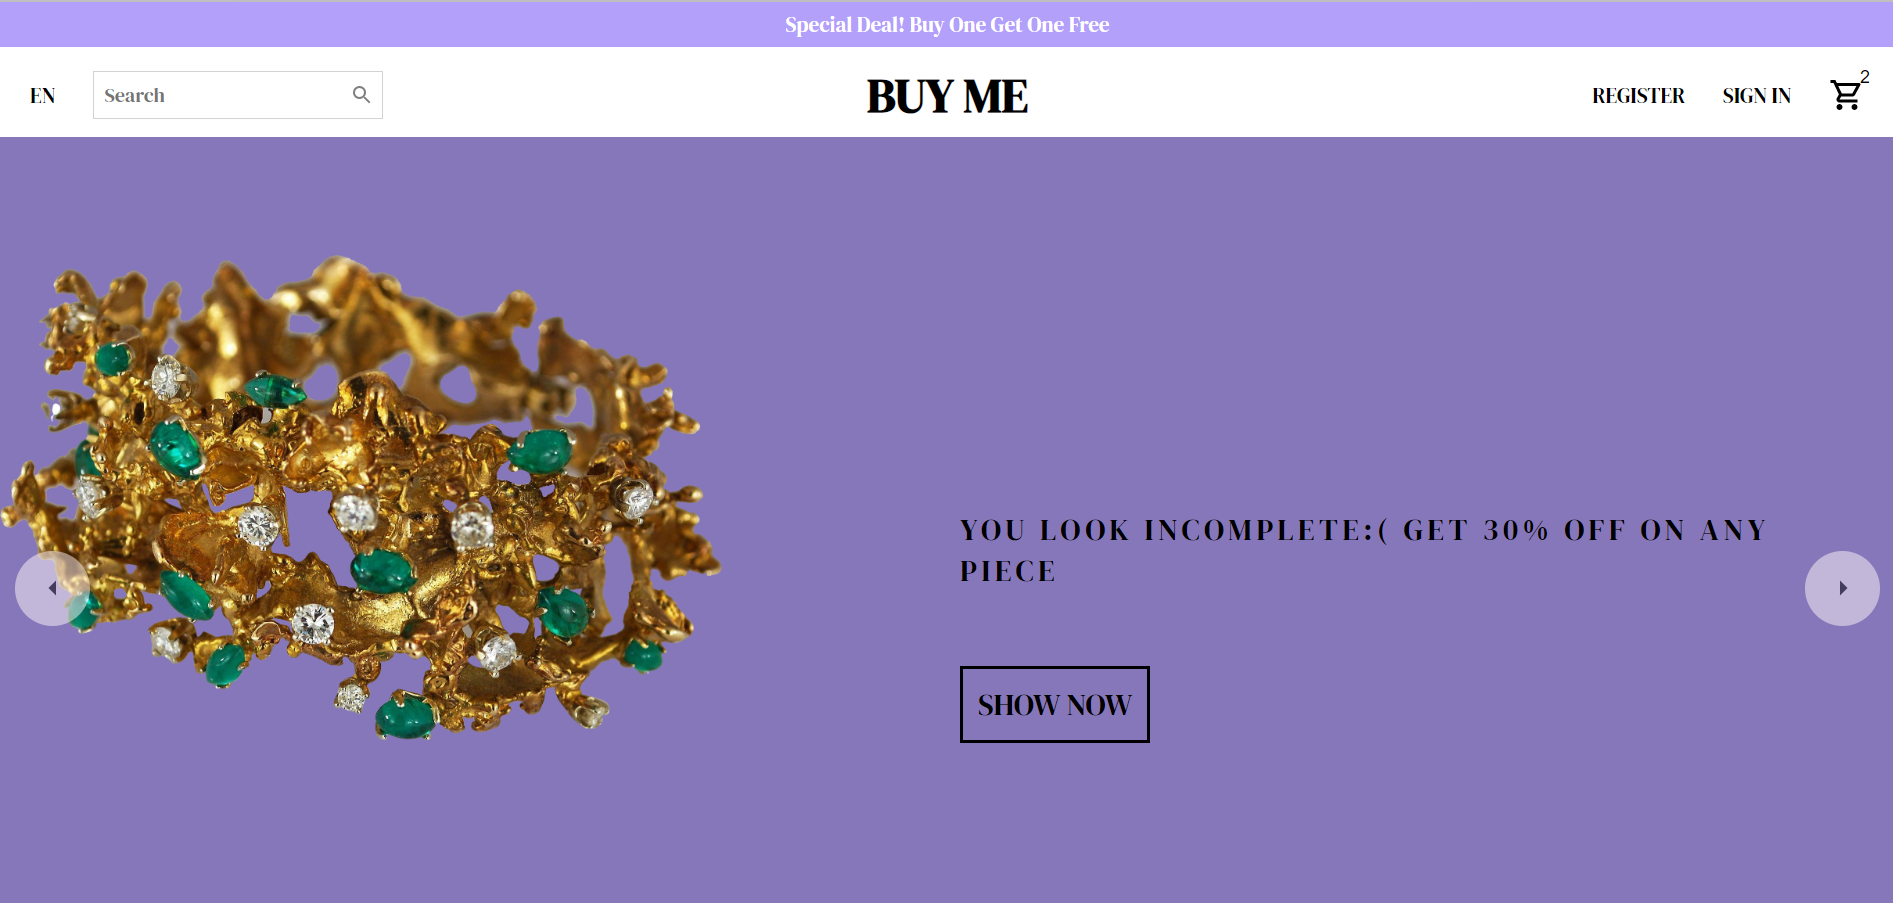 Special Deal! Buy One Get One Free
EN
Search
BUY ME
REGISTER
SIGN IN
2
YOU LOOK INCOMPLETE:( GET 30% OFF ON ANY
PIECE
SHOW NOW